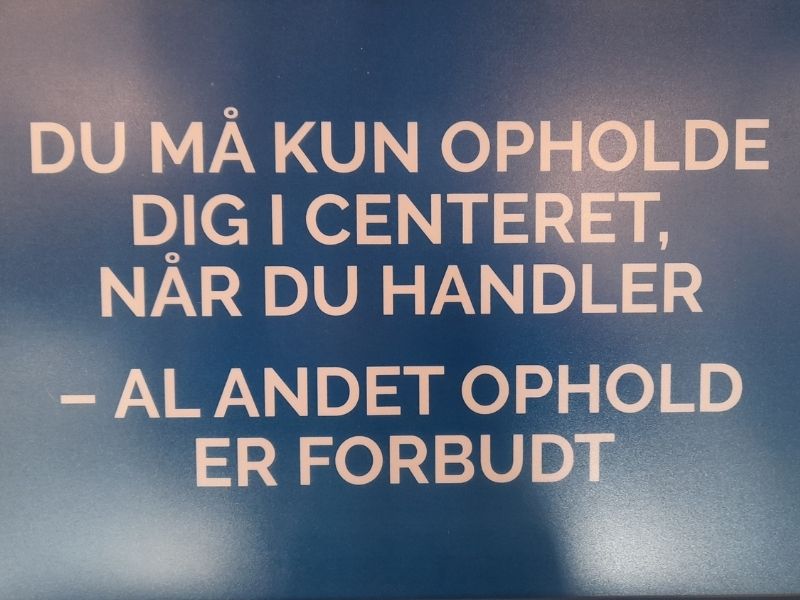 DU MÅ KUN OPHOLDE
DIG I CENTERET,
NÅR DU HANDLER
– AL ANDET OPHOLD
ER FORBUDT